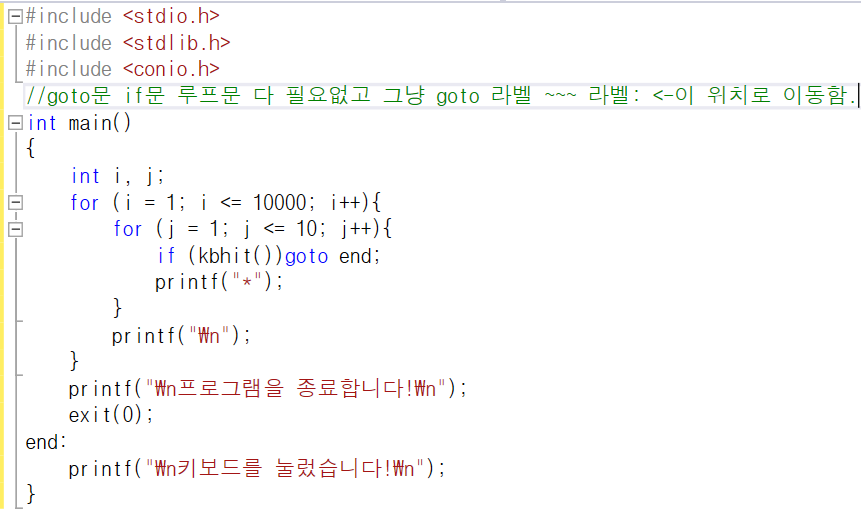 #include <stdio.h>
#include <stdlib.h>
#include <conio.h>
//goto문 if문 루프문 다 필요없고 그냥 goto 라벨 ~~~ 라벨: <-이 위치로 이동함.
int main()
{
    int i, j;
    for (i = 1; i <= 10000; i++){
        for (j = 1; j <= 10; j++){
            if (kbhit())goto end;
            printf("*");
        }
        printf("₩n");
    }
    printf("₩n프로그램을 종료합니다!₩n");
    exit(0);
end:
    printf("₩n키보드를 눌렀습니다!₩n");
}